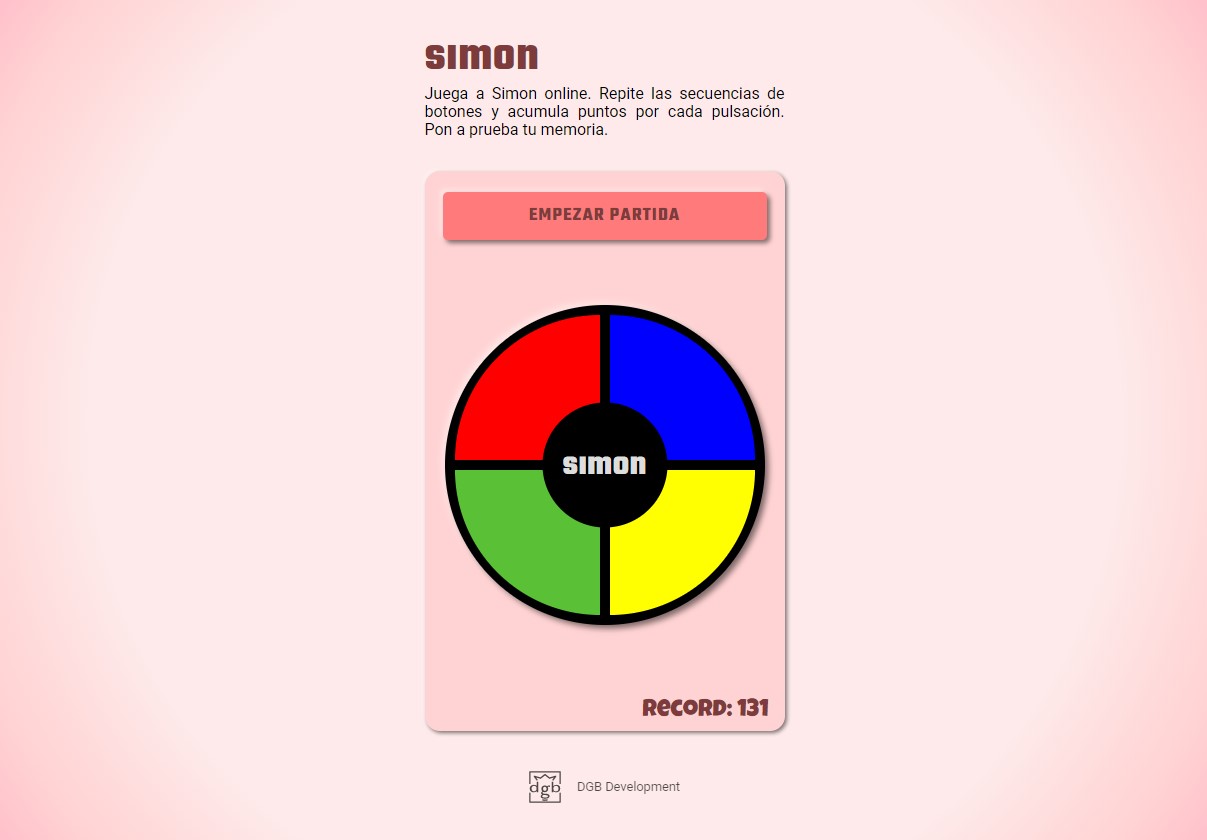 SIMON
Juega a Simon online. Repite las secuencias de
botones y acumula puntos por cada pulsación.
Pon a prueba tu memoria.
EMPEZAR PARTIDA
SIMON
Record: 131
dgb
DGB Development